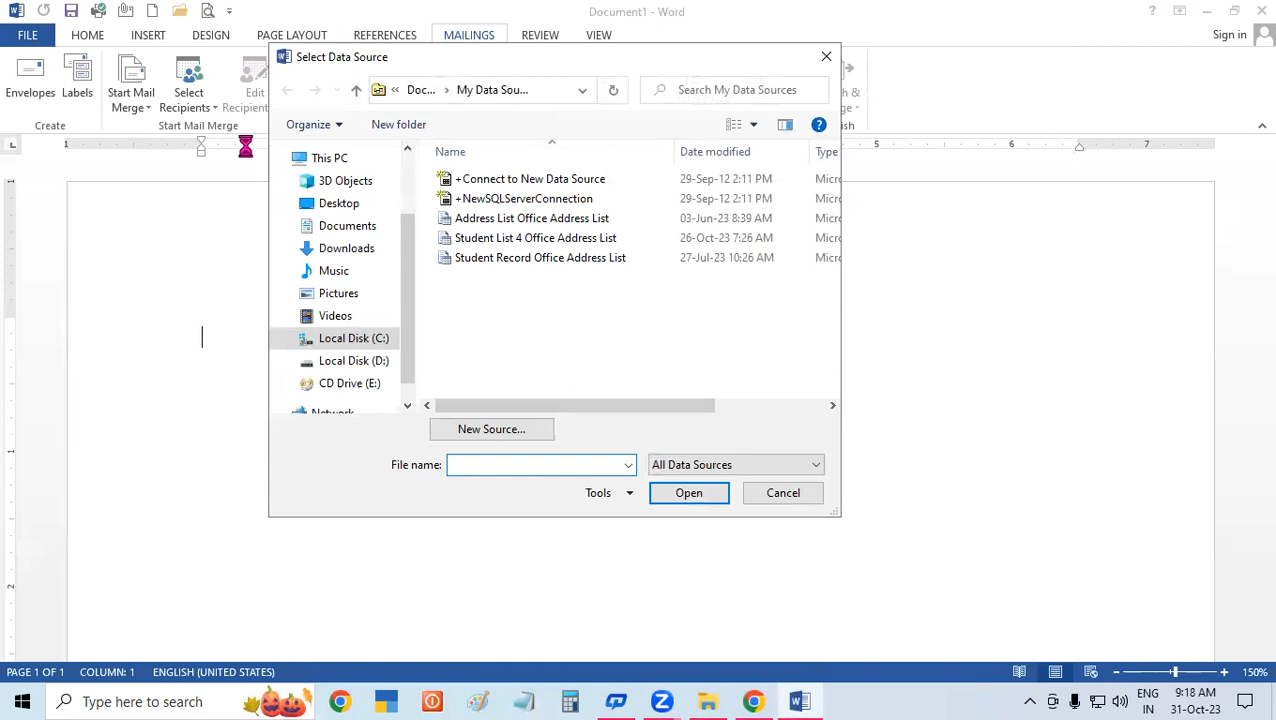 Document1 - Word
FILE HOME INSERT DESIGN PAGE LAYOUT REFERENCES MAILINGS REVIEW VIEW Sign in
Envelopes Labels Start Mail Merge Select Recipients Edit
Create Start Mail Merge
Select Data Source
« Doc... My Data Sou... Search My Data Sources
Organize New folder
This PC
3D Objects
Desktop
Documents
Downloads
Music
Pictures
Videos
Local Disk (C:)
Local Disk (D:)
CD Drive (E:)
Network
Name Date modified Type
+Connect to New Data Source 29-Sep-12 2:11 PM Micro
+NewSQLServerConnection 29-Sep-12 2:11 PM Micro
Address List Office Address List 03-Jun-23 8:39 AM Micro
Student List 4 Office Address List 26-Oct-23 7:26 AM Micro
Student Record Office Address List 27-Jul-23 10:26 AM Micro
New Source...
File name: All Data Sources
Tools Open Cancel
1 5 6 7
1
1
2
PAGE 1 OF 1 COLUMN: 1 ENGLISH (UNITED STATES) 150%
Type here to search
ENG 9:18 AM
IN 31-Oct-23